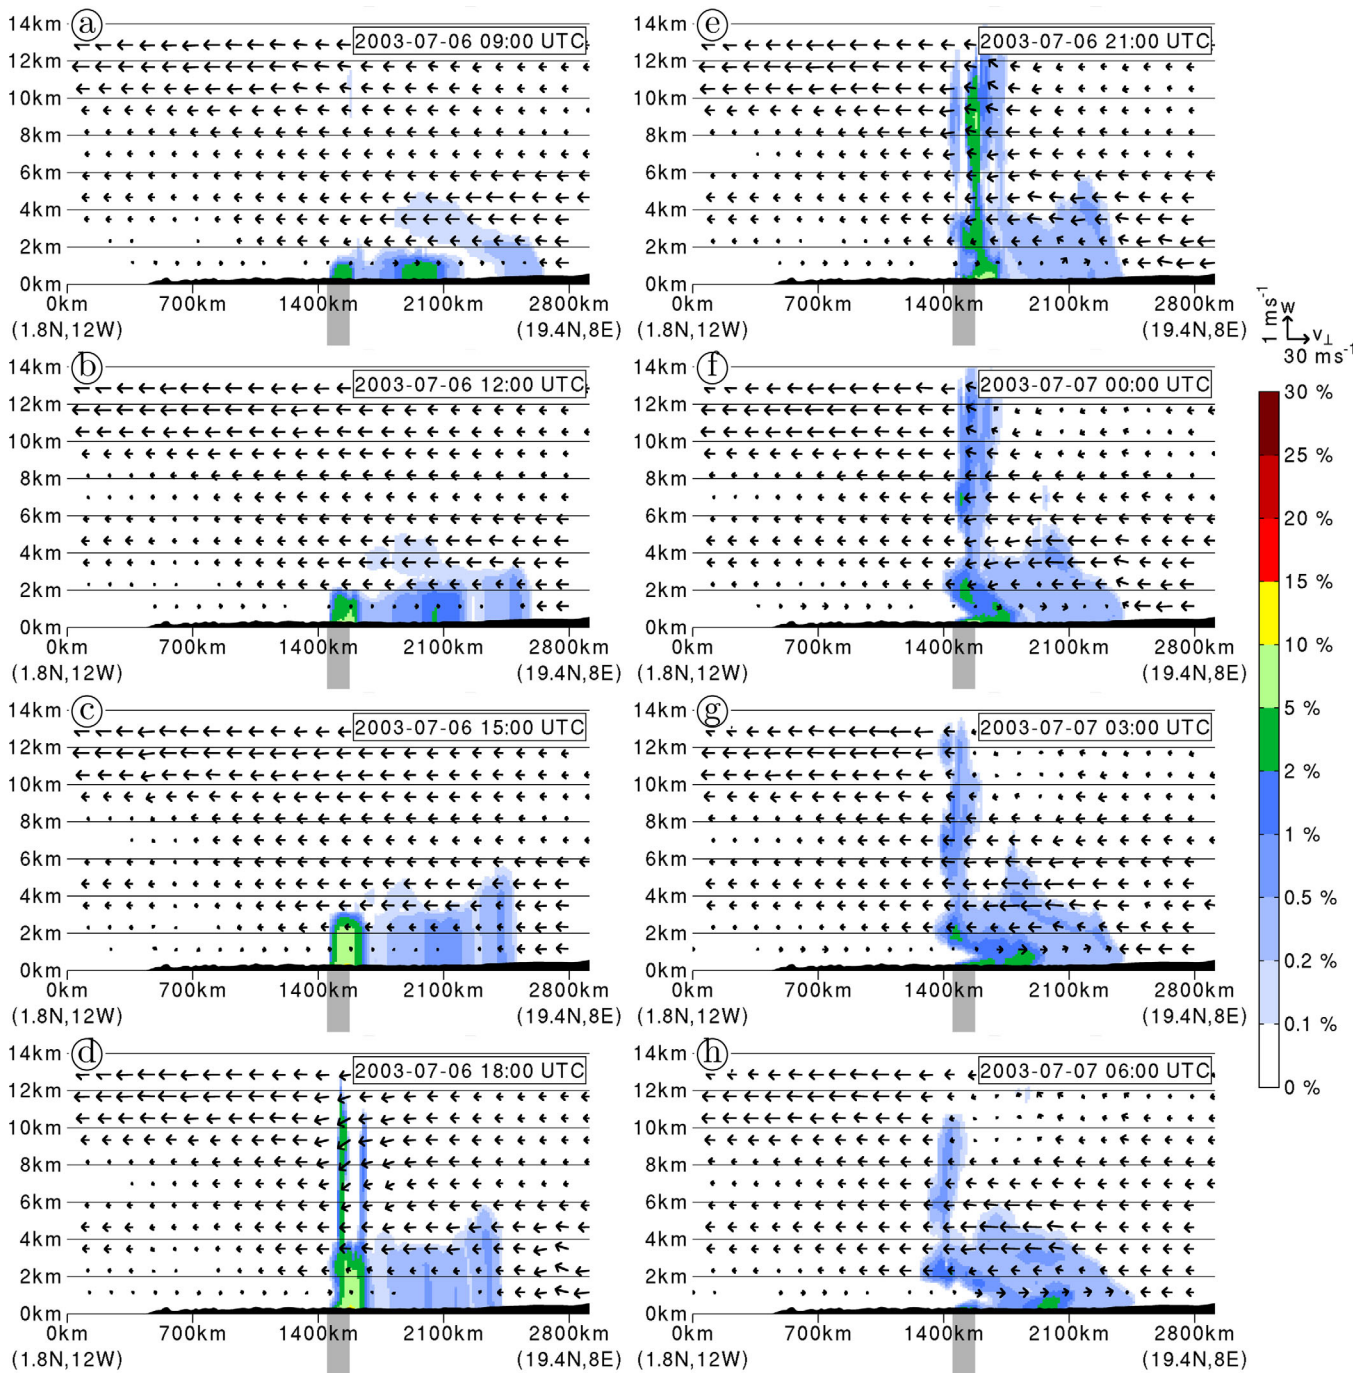 a
2003-07-06 09:00 UTC
14km
12km
10km
8km
6km
4km
2km
0km
0km 700km 1400km 2100km 2800km
(1.8N,12W) (19.4N,8E)
b
2003-07-06 12:00 UTC
14km
12km
10km
8km
6km
4km
2km
0km
0km 700km 1400km 2100km 2800km
(1.8N,12W) (19.4N,8E)
c
2003-07-06 15:00 UTC
14km
12km
10km
8km
6km
4km
2km
0km
0km 700km 1400km 2100km 2800km
(1.8N,12W) (19.4N,8E)
d
2003-07-06 18:00 UTC
14km
12km
10km
8km
6km
4km
2km
0km
0km 700km 1400km 2100km 2800km
(1.8N,12W) (19.4N,8E)
e
2003-07-06 21:00 UTC
14km
12km
10km
8km
6km
4km
2km
0km
0km 700km 1400km 2100km 2800km
(1.8N,12W) (19.4N,8E)
f
2003-07-07 00:00 UTC
14km
12km
10km
8km
6km
4km
2km
0km
0km 700km 1400km 2100km 2800km
(1.8N,12W) (19.4N,8E)
g
2003-07-07 03:00 UTC
14km
12km
10km
8km
6km
4km
2km
0km
0km 700km 1400km 2100km 2800km
(1.8N,12W) (19.4N,8E)
h
2003-07-07 06:00 UTC
14km
12km
10km
8km
6km
4km
2km
0km
0km 700km 1400km 2100km 2800km
(1.8N,12W) (19.4N,8E)
1 ms⁻¹
w
v⊥
30 ms⁻¹
30 %
25 %
20 %
15 %
10 %
5 %
2 %
1 %
0.5 %
0.2 %
0.1 %
0 %